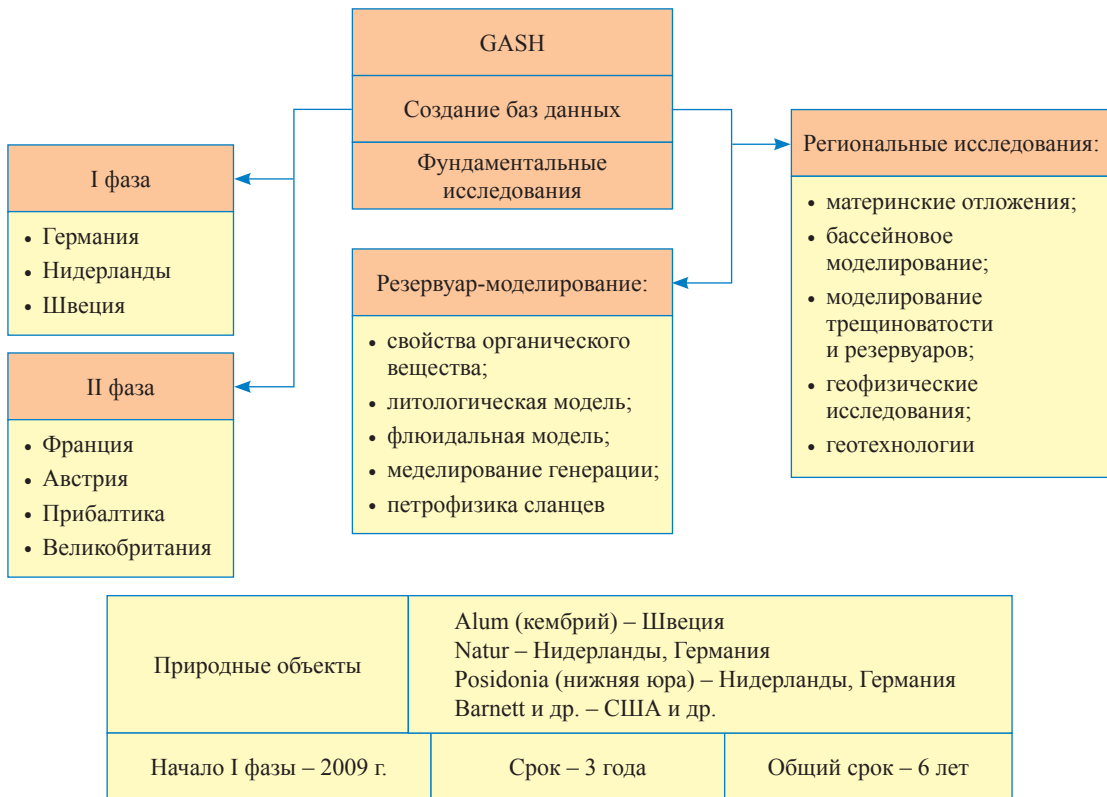 GASH
Создание баз данных
Фундаментальные
исследования
I фаза
• Германия
• Нидерланды
• Швеция
II фаза
• Франция
• Австрия
• Прибалтика
• Великобритания
Резервуар-моделирование:
• свойства органического
вещества;
• литологическая модель;
• флюидальная модель;
• меделирование генерации;
• петрофизика сланцев
Региональные исследования:
• материнские отложения;
• бассейновое
моделирование;
• моделирование
трещиноватости
и резервуаров;
• геофизические
исследования;
• геотехнологии
Природные объекты
Alum (кембрий) – Швеция
Natur – Нидерланды, Германия
Posidonia (нижняя юра) – Нидерланды, Германия
Barnett и др. – США и др.
Начало I фазы – 2009 г.
Срок – 3 года
Общий срок – 6 лет